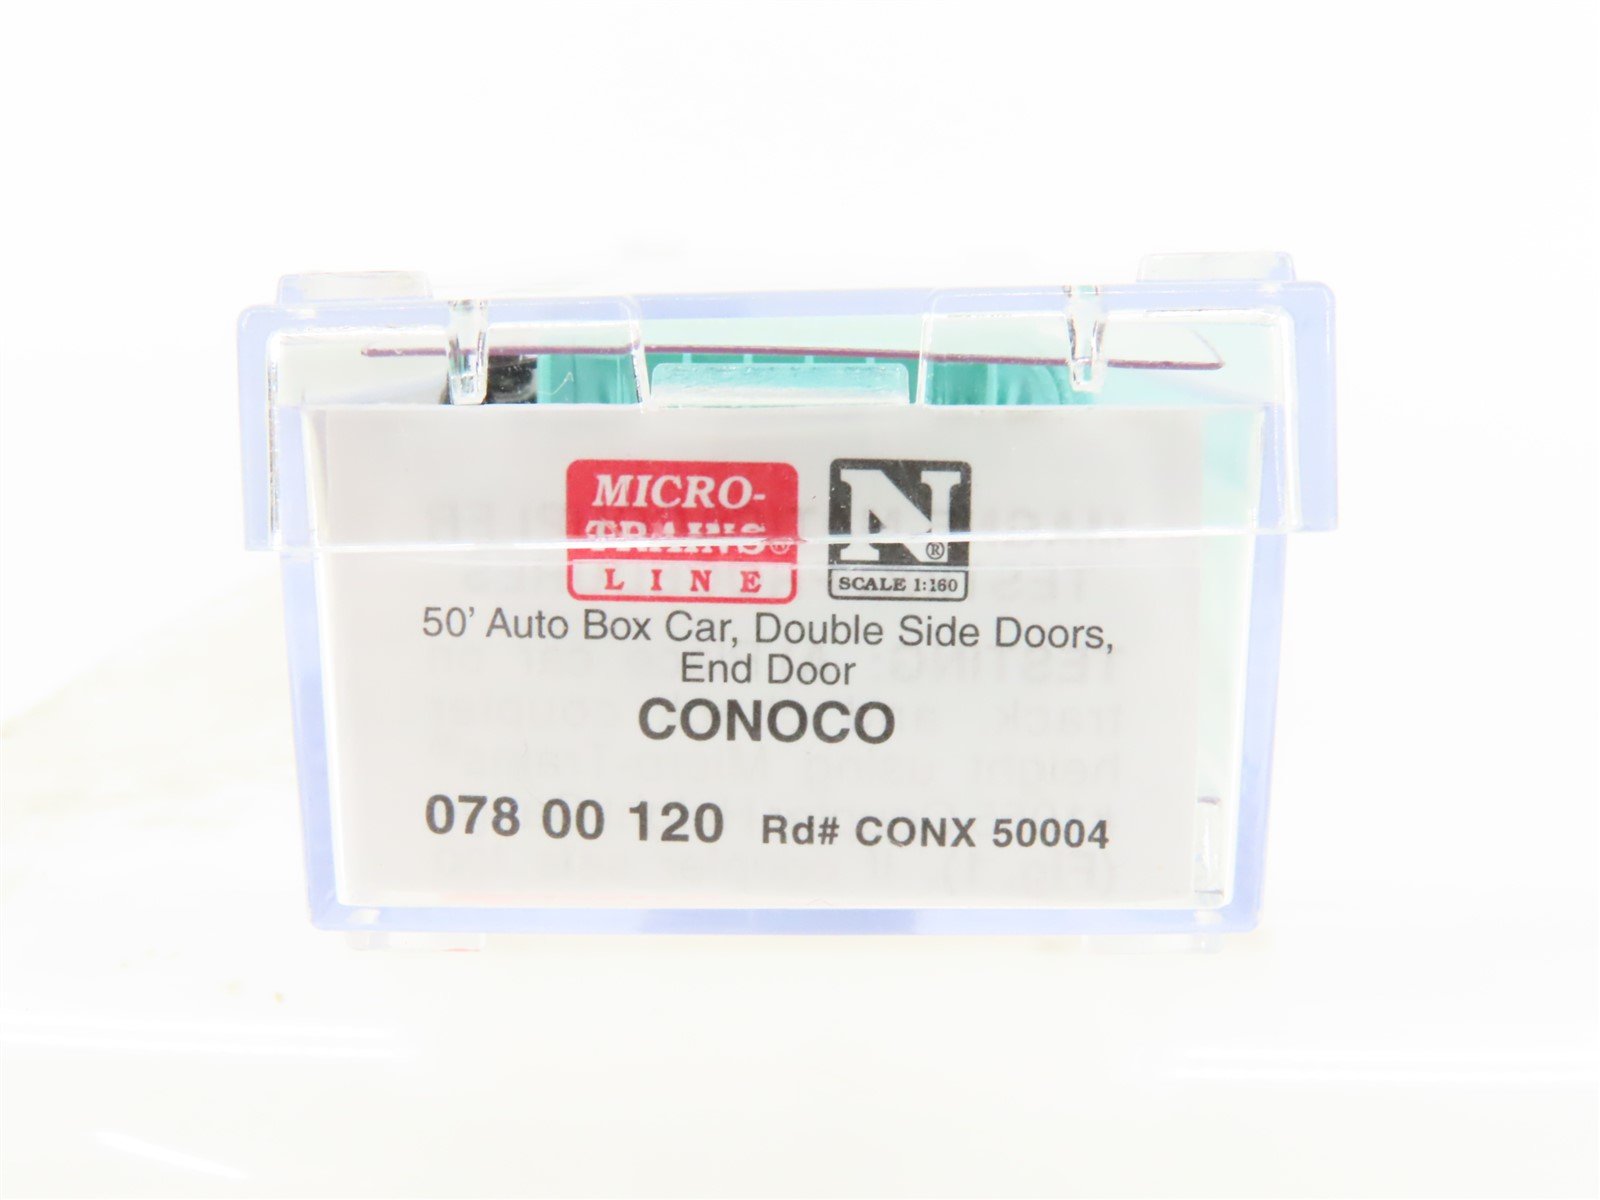 MICRO-
TRAINS®
LINE
N®
SCALE 1:160
50' Auto Box Car, Double Side Doors,
End Door
CONOCO
078 00 120 Rd# CONX 50004